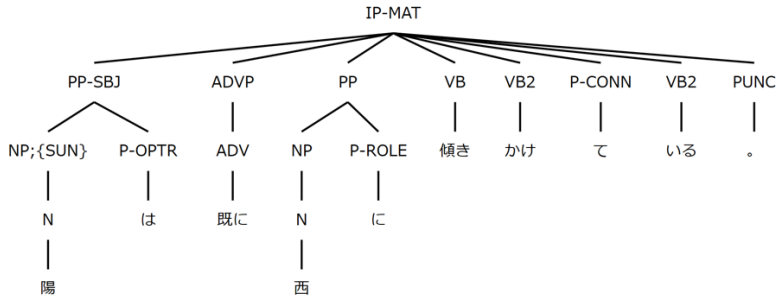 IP-MAT
PP-SBJ ADVP PP VB VB2 P-CONN VB2 PUNC
NP;{SUN} P-OPTR ADV NP P-ROLE 傾き かけ て いる 。
N は 既に N に
陽 西